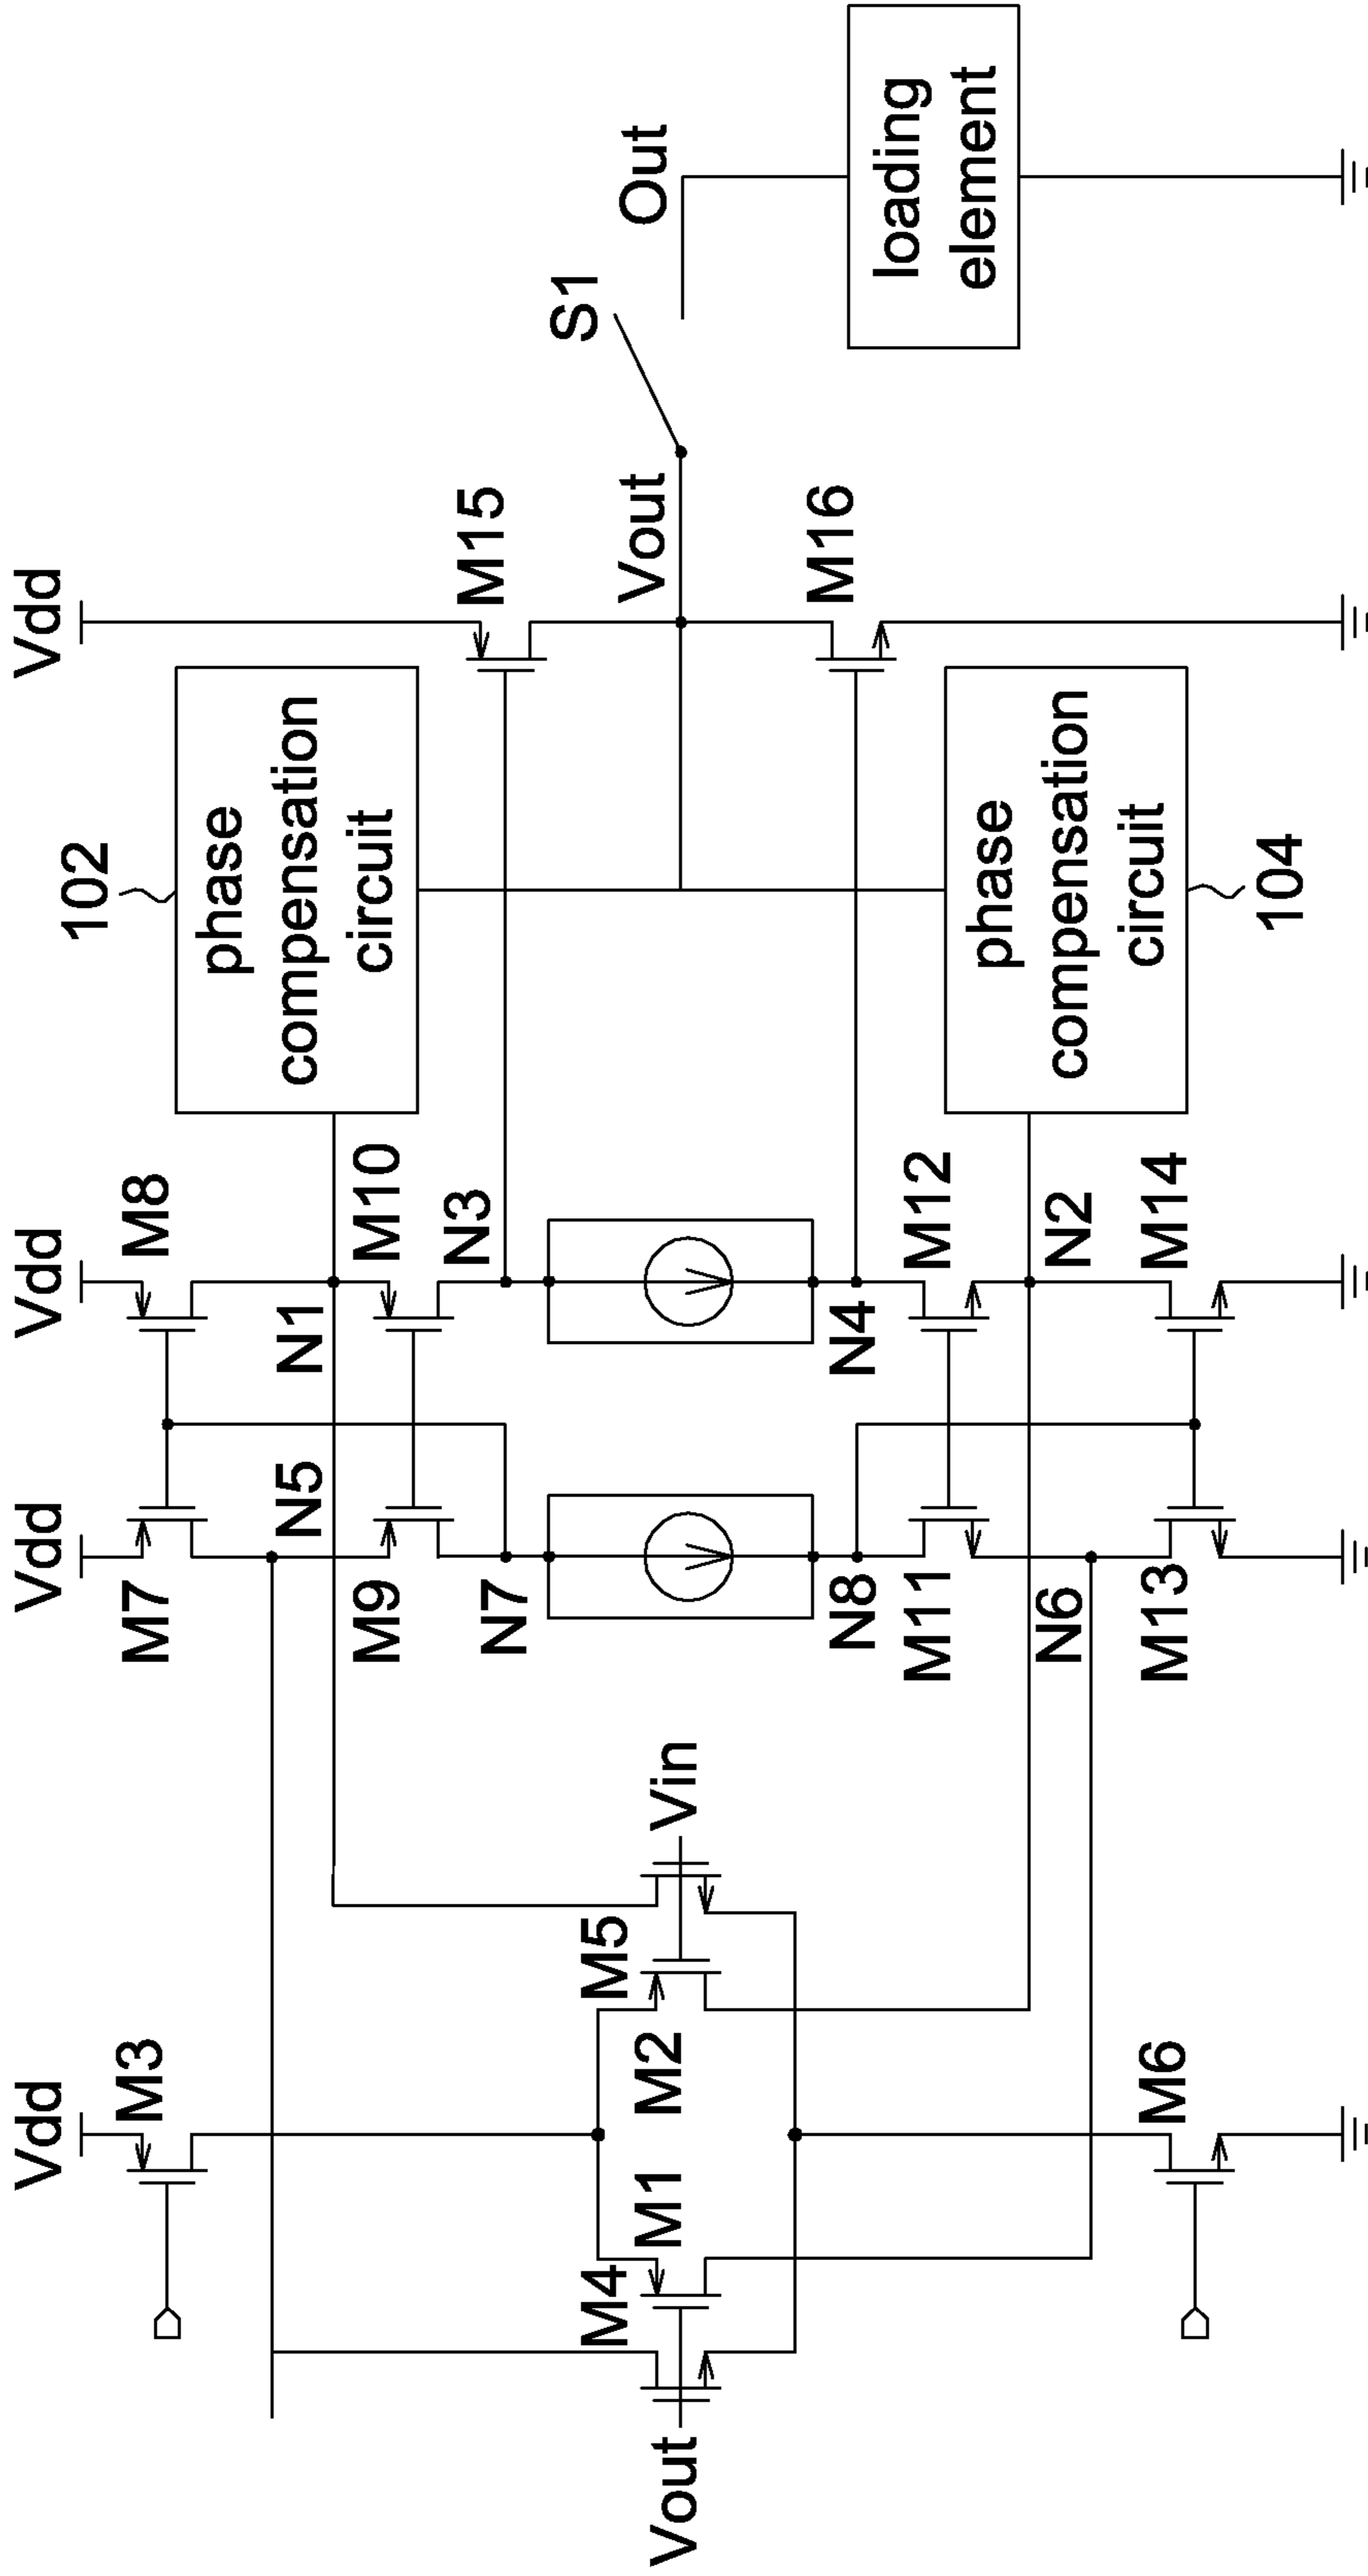 Vdd
Vdd
Vdd
Vdd
M3
M7
M8
102
phase
compensation
circuit
N5
N1
M9
M10
N7
N3
M15
S1
Out
M4
M1
M2
M5
Vout
Vin
Vout
loading
element
N8
N4
M16
M11
M12
N6
N2
phase
compensation
circuit
M6
M13
M14
104